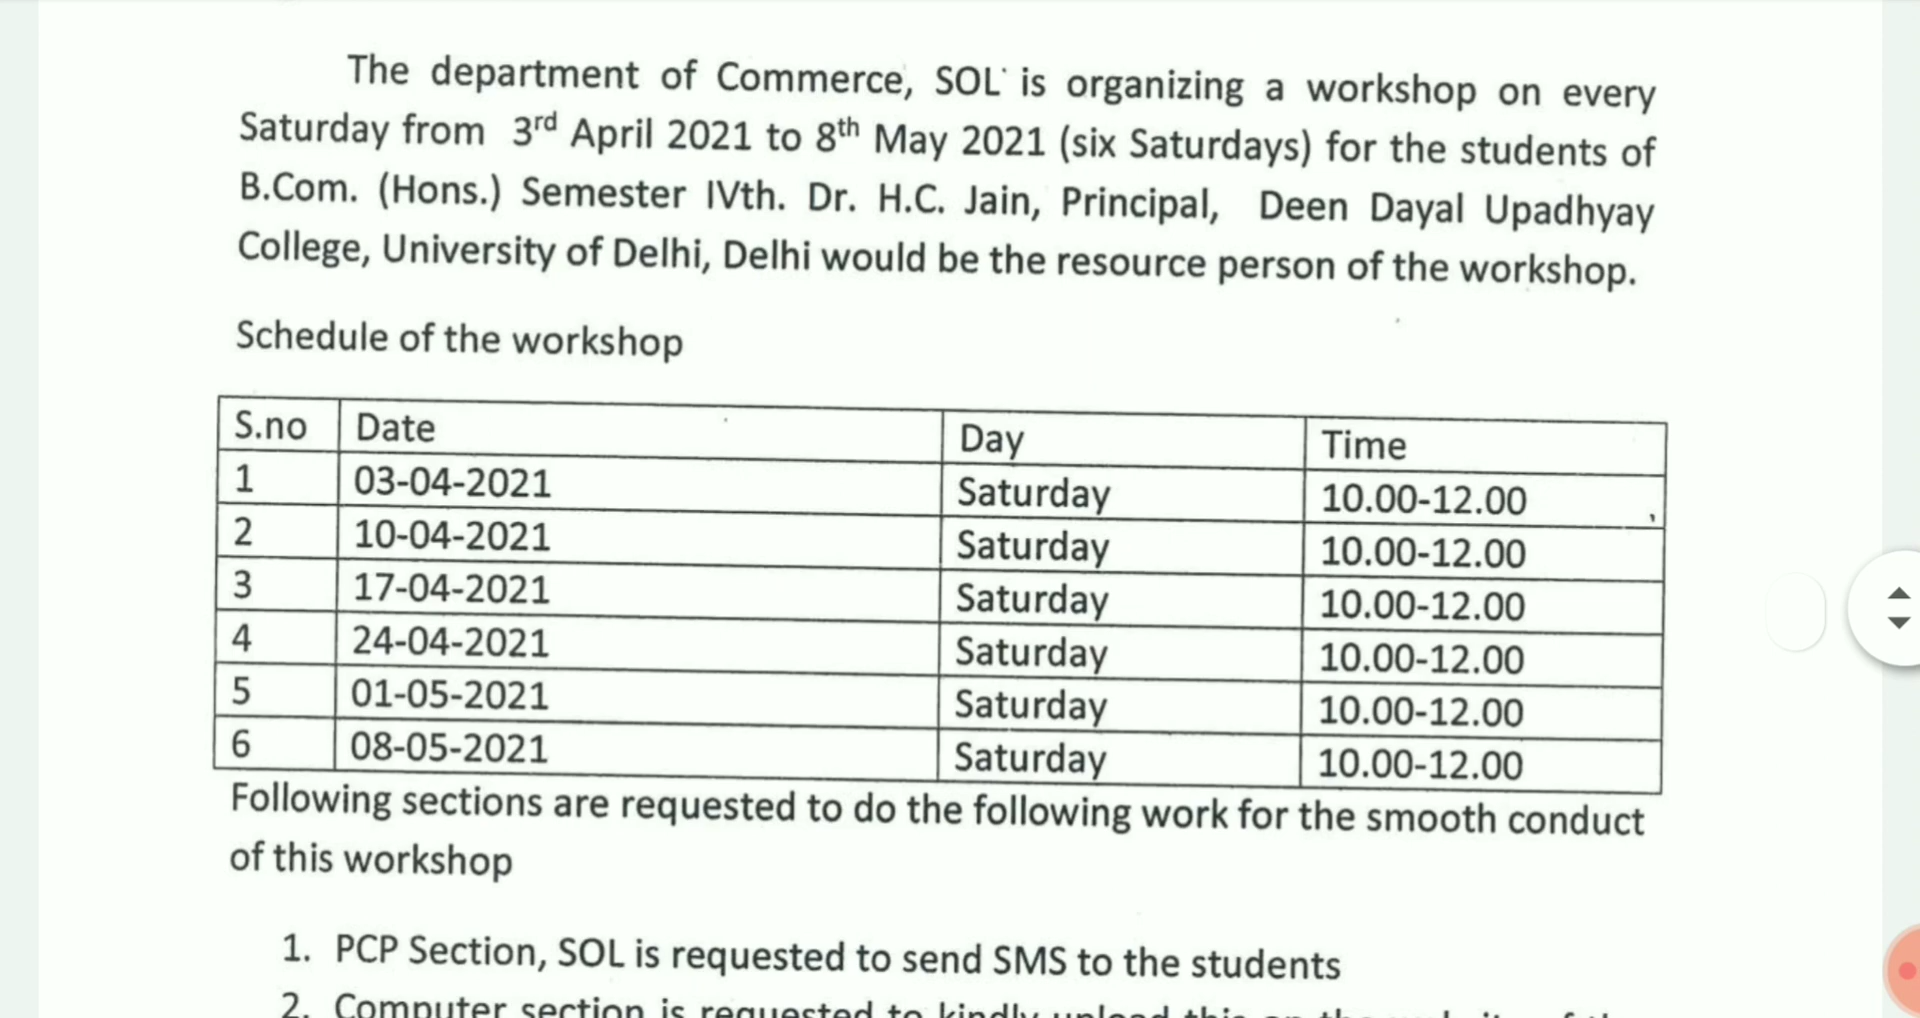 The department of Commerce, SOL is organizing a workshop on every
Saturday from 3rd April 2021 to 8th May 2021 (six Saturdays) for the students of
B.Com. (Hons.) Semester IVth. Dr. H.C. Jain, Principal, Deen Dayal Upadhyay
College, University of Delhi, Delhi would be the resource person of the workshop.
Schedule of the workshop
S.no Date Day Time
1 03-04-2021 Saturday 10.00-12.00
2 10-04-2021 Saturday 10.00-12.00
3 17-04-2021 Saturday 10.00-12.00
4 24-04-2021 Saturday 10.00-12.00
5 01-05-2021 Saturday 10.00-12.00
6 08-05-2021 Saturday 10.00-12.00
Following sections are requested to do the following work for the smooth conduct
of this workshop
1. PCP Section, SOL is requested to send SMS to the students
2. Computer section is requested to kindly upload this on the